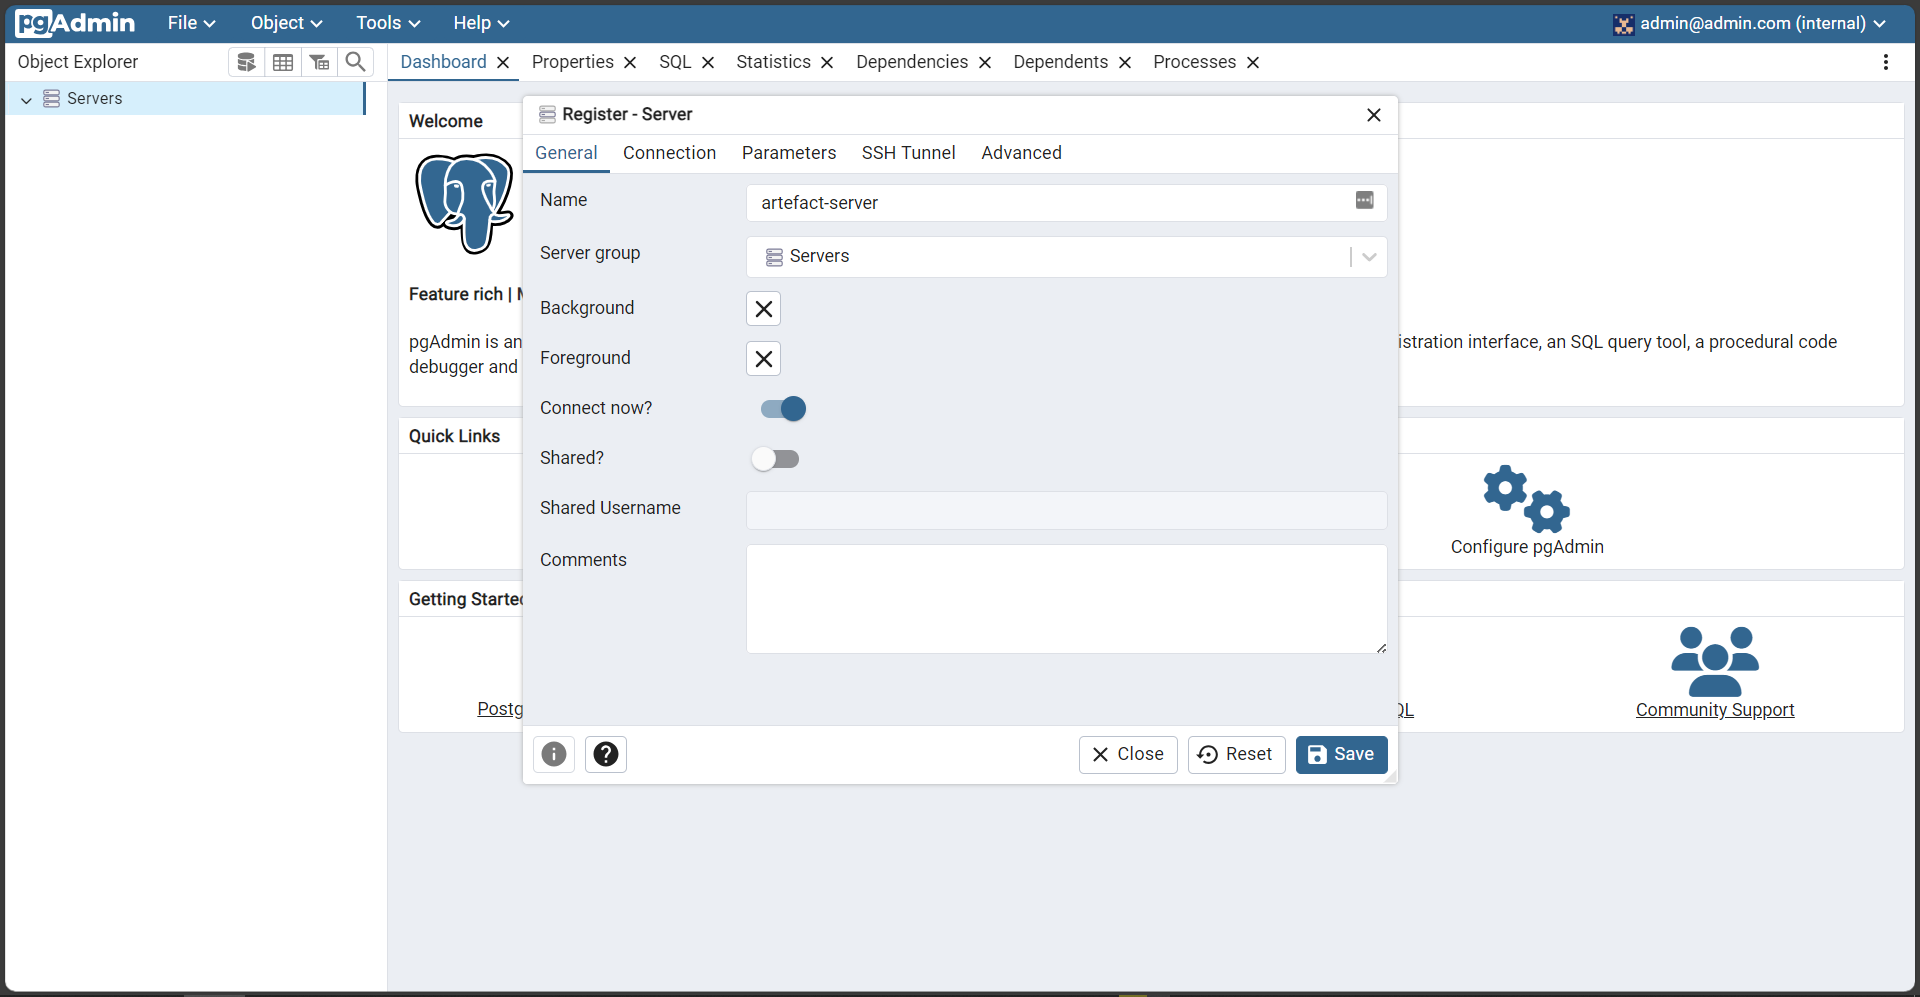 pgAdmin File Object Tools Help admin@admin.com (internal)
Object Explorer
Dashboard Properties SQL Statistics Dependencies Dependents Processes
Servers
Welcome
Feature rich |
pgAdmin is an istration interface, an SQL query tool, a procedural code
debugger and
Quick Links
Configure pgAdmin
Getting Started
Postg QL Community Support
Register - Server
General Connection Parameters SSH Tunnel Advanced
Name artefact-server
Server group Servers
Background
Foreground
Connect now?
Shared?
Shared Username
Comments
Close Reset Save